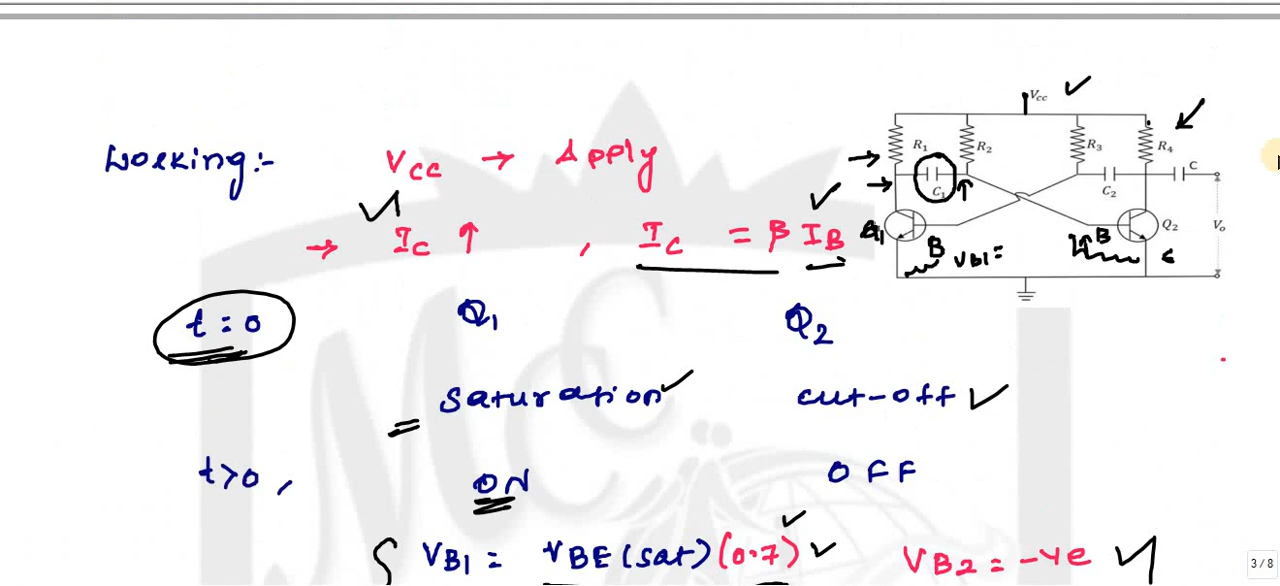 Working:- Vcc → Apply
→ Ic ↑ , Ic = β IB
t=0 Q1 Q2
Saturation cut-off
t>0, ON OFF
VB1 = VBE(sat)(0.7) VB2 = -ve
Vcc
R1 R2 R3 R4
C1 C2 C
Q1 B VB1= B Q2 Vo
3/8